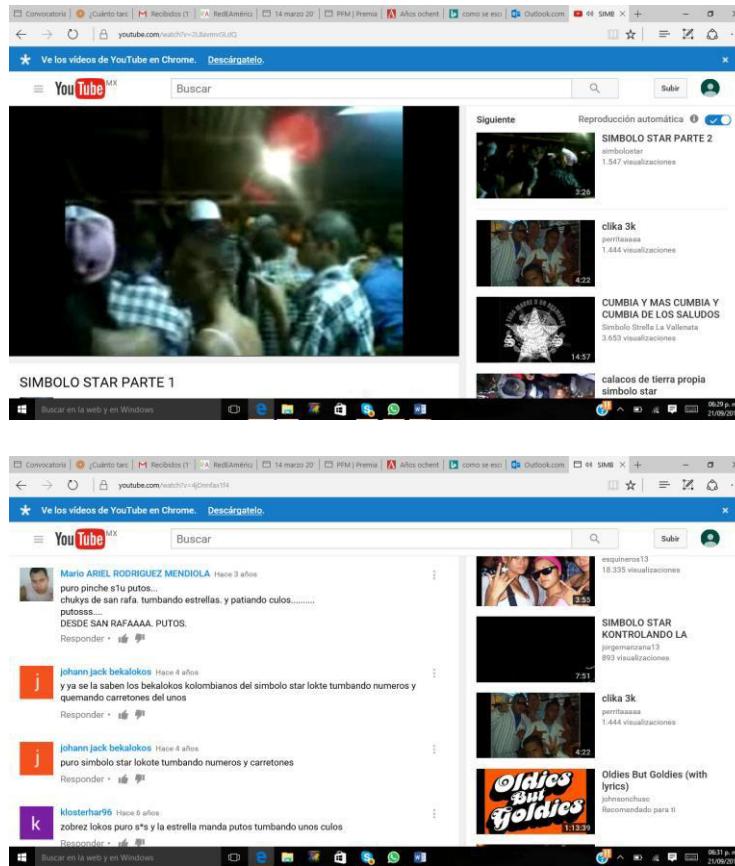 Convocatoria
¿Cuánto tarc
Recibidos (1
RedEAméric
14 marzo 20
PFM | Premia
Años ochent
como se esci
Outlook.com
SIMB
youtube.com/
Ve los vídeos de YouTube en Chrome. Descárgatelo.
YouTube MX
Buscar
Subir
Siguiente
Reproducción automática
SIMBOLO STAR PARTE 2
simbolostar
1.547 visualizaciones
3:26
clika 3k
perritaaaaa
1.444 visualizaciones
4:22
CUMBIA Y MAS CUMBIA Y
CUMBIA DE LOS SALUDOS
Simbolo Strella La Vallenata
3.653 visualizaciones
14:57
calacos de tierra propia
simbolo star
SIMBOLO STAR PARTE 1
Buscar en la web y en Windows
06:29 p.
21/09/20
Convocatoria
¿Cuánto tarc
Recibidos (1
RedEAméric
14 marzo 20
PFM | Premia
Años ochent
como se esci
Outlook.com
SIMB
youtube.com/
Ve los vídeos de YouTube en Chrome. Descárgatelo.
YouTube MX
Buscar
Subir
Mario ARIEL RODRIGUEZ MENDIOLA Hace 3 años
puro pinche s1u putos...
chukys de san rafa. tumbando estrellas. y patiando culos..........
putosss....
DESDE SAN RAFAAAA. PUTOS.
Responder
johann jack bekalokos Hace 4 años
y ya se la saben los bekalokos kolombianos del simbolo star lokte tumbando numeros y
quemando carretones del unos
Responder
johann jack bekalokos Hace 4 años
puro simbolo star lokote tumbando numeros y carretones
Responder
klosterhar96 Hace 6 años
zobrez lokos puro s*s y la estrella manda putos tumbando unos culos
Responder
esquineros13
18.335 visualizaciones
3:55
SIMBOLO STAR
KONTROLANDO LA
jorgemanzana13
893 visualizaciones
7:51
clika 3k
perritaaaaa
1.444 visualizaciones
4:22
Oldies But Goldies (with
lyrics)
johnsonchuso
Recomendado para ti
Oldies
But
Goldies
1:13:39
Buscar en la web y en Windows
06:31 p.
21/09/20